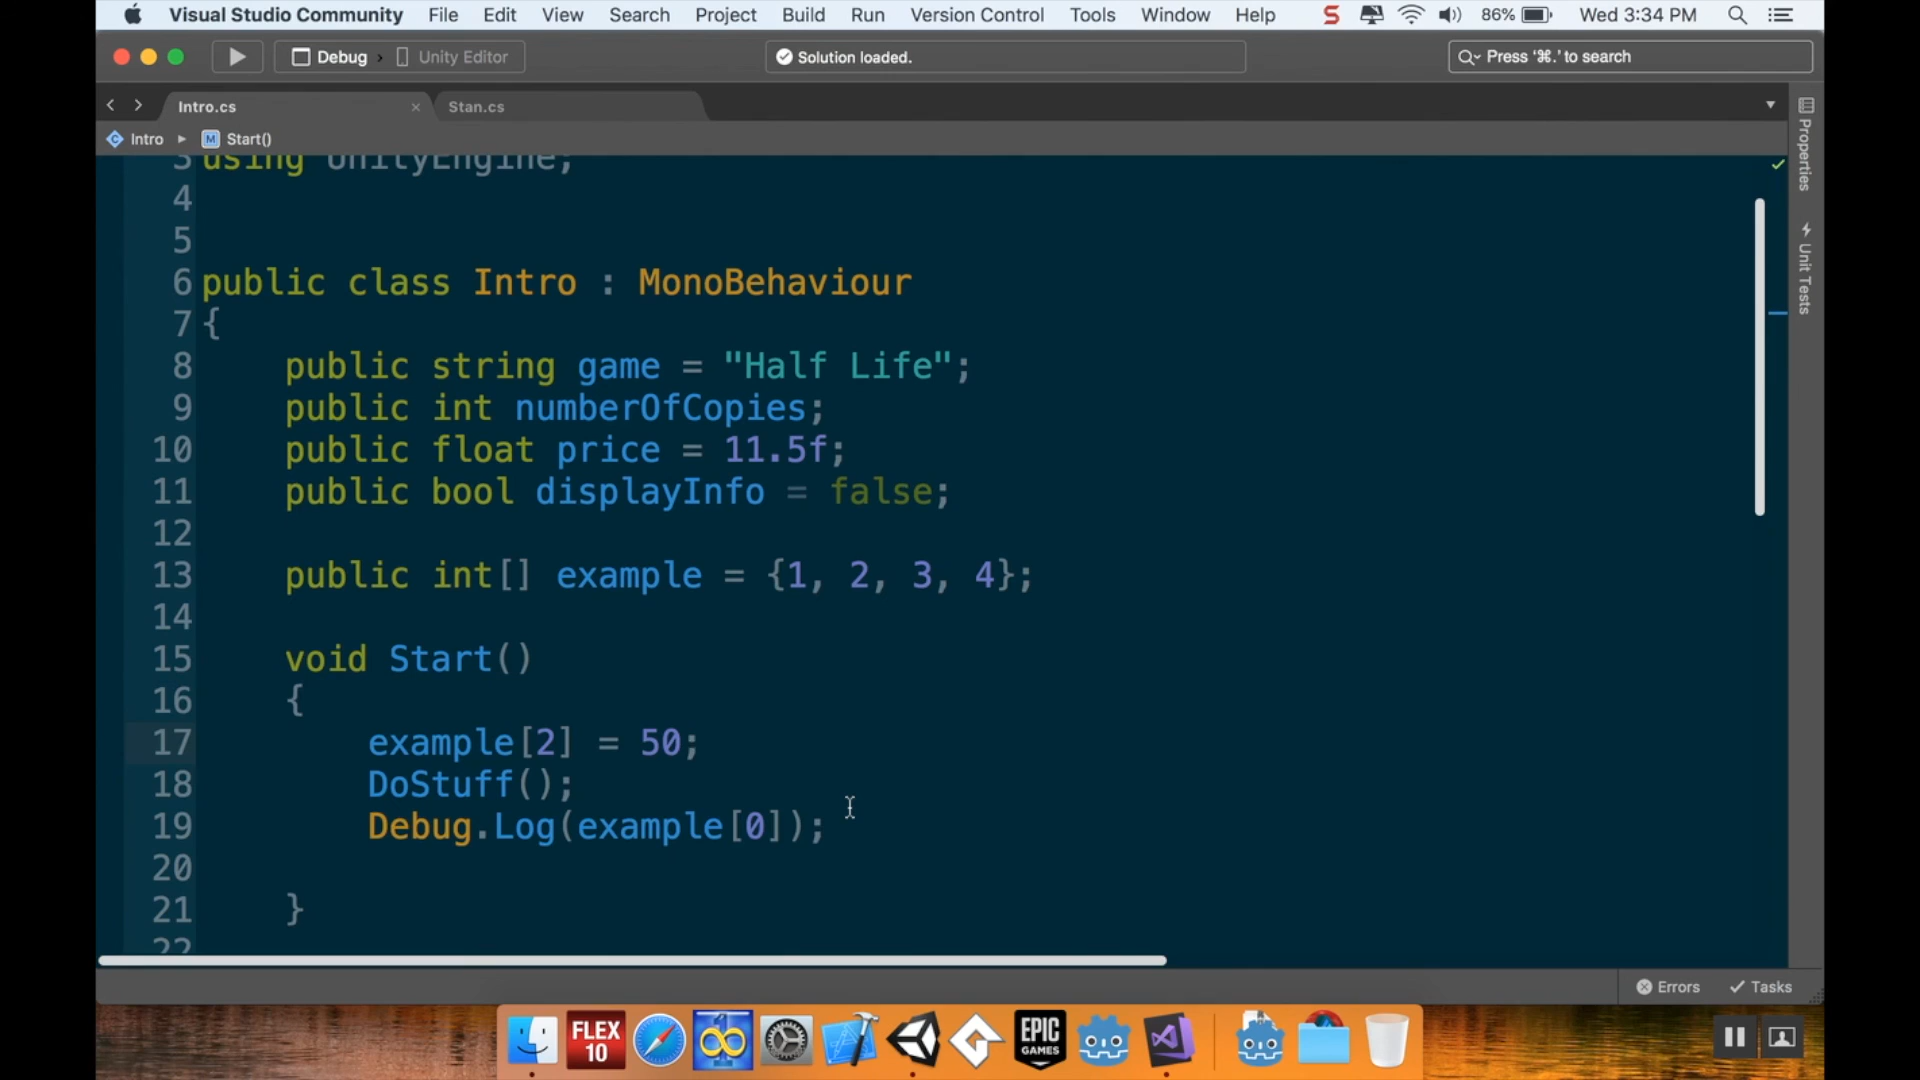 Visual Studio Community File Edit View Search Project Build Run Version Control Tools Window Help S 86% Wed 3:34 PM
Debug › Unity Editor Solution loaded. Press ‘⌘.’ to search
Intro.cs × Stan.cs
Intro ▸ M Start()
3 using UnityEngine;
4
5
6 public class Intro : MonoBehaviour
7 {
8 public string game = "Half Life";
9 public int numberOfCopies;
10 public float price = 11.5f;
11 public bool displayInfo = false;
12
13 public int[] example = {1, 2, 3, 4};
14
15 void Start()
16 {
17 example[2] = 50;
18 DoStuff();
19 Debug.Log(example[0]);
20
21 }
22
Properties
Unit Tests
Errors Tasks
FLEX
10
EPIC
GAMES